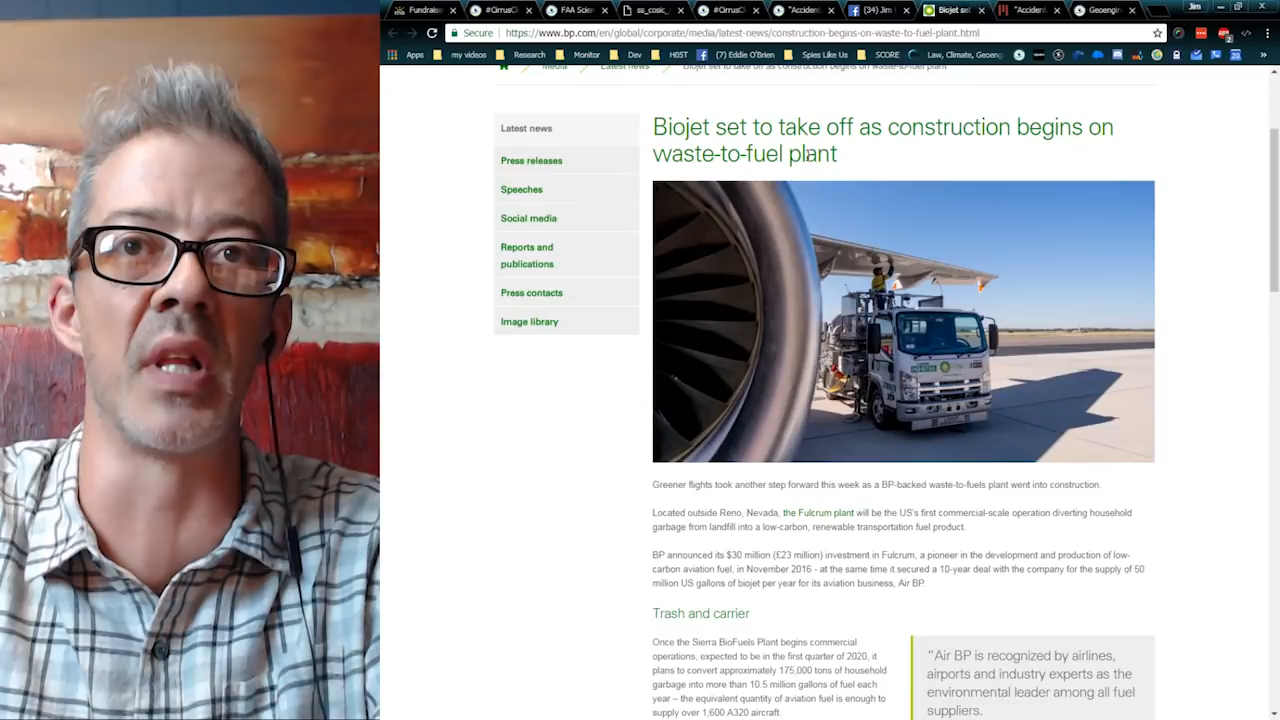 Fundraise
#CirrusCl
FAA Scien
ss_cosic_
#CirrusCl
"Accident
(34) Jim
Biojet set
"Accident
Geoengin
Jim
Secure
https://www.bp.com/en/global/corporate/media/latest-news/construction-begins-on-waste-to-fuel-plant.html
Apps
my videos
Research
Monitor
Dev
H0ST
(7) Eddie O'Brien
Spies Like Us
SCORE
Law, Climate, Geoeng
Media
Latest news
Biojet set to take off as construction begins on waste-to-fuel plant
Latest news
Press releases
Speeches
Social media
Reports and
publications
Press contacts
Image library
Biojet set to take off as construction begins on
waste-to-fuel plant
Greener flights took another step forward this week as a BP-backed waste-to-fuels plant went into construction.
Located outside Reno, Nevada, the Fulcrum plant will be the US's first commercial-scale operation diverting household
garbage from landfill into a low-carbon, renewable transportation fuel product.
BP announced its $30 million (£23 million) investment in Fulcrum, a pioneer in the development and production of low-
carbon aviation fuel, in November 2016 - at the same time it secured a 10-year deal with the company for the supply of 50
million US gallons of biojet per year for its aviation business, Air BP.
Trash and carrier
Once the Sierra BioFuels Plant begins commercial
operations, expected to be in the first quarter of 2020, it
plans to convert approximately 175,000 tons of household
garbage into more than 10.5 million gallons of fuel each
year – the equivalent quantity of aviation fuel is enough to
supply over 1,600 A320 aircraft.
"Air BP is recognized by airlines,
airports and industry experts as the
environmental leader among all fuel
suppliers.